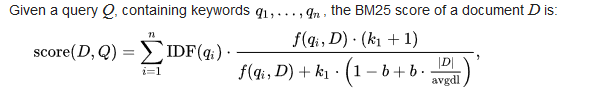 Given a query Q, containing keywords q₁, . . . , qₙ, the BM25 score of a document D is:
score(D, Q) = ∑ᵢ₌₁ⁿ IDF(qᵢ) · f(qᵢ, D) · (k₁ + 1) / f(qᵢ, D) + k₁ · (1 − b + b · |D| / avgdl),